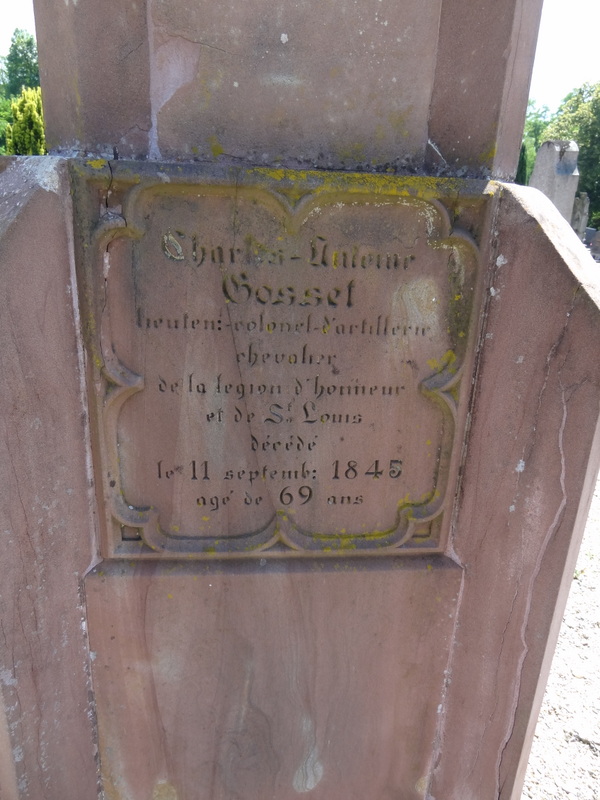 Charles-Antoine
Gosset
lieuten:-colonel-d'artillerie
chevalier
de la legion d'honneur
et de St. Louis
décédé
le 11 septemb: 1845
agé de 69 ans